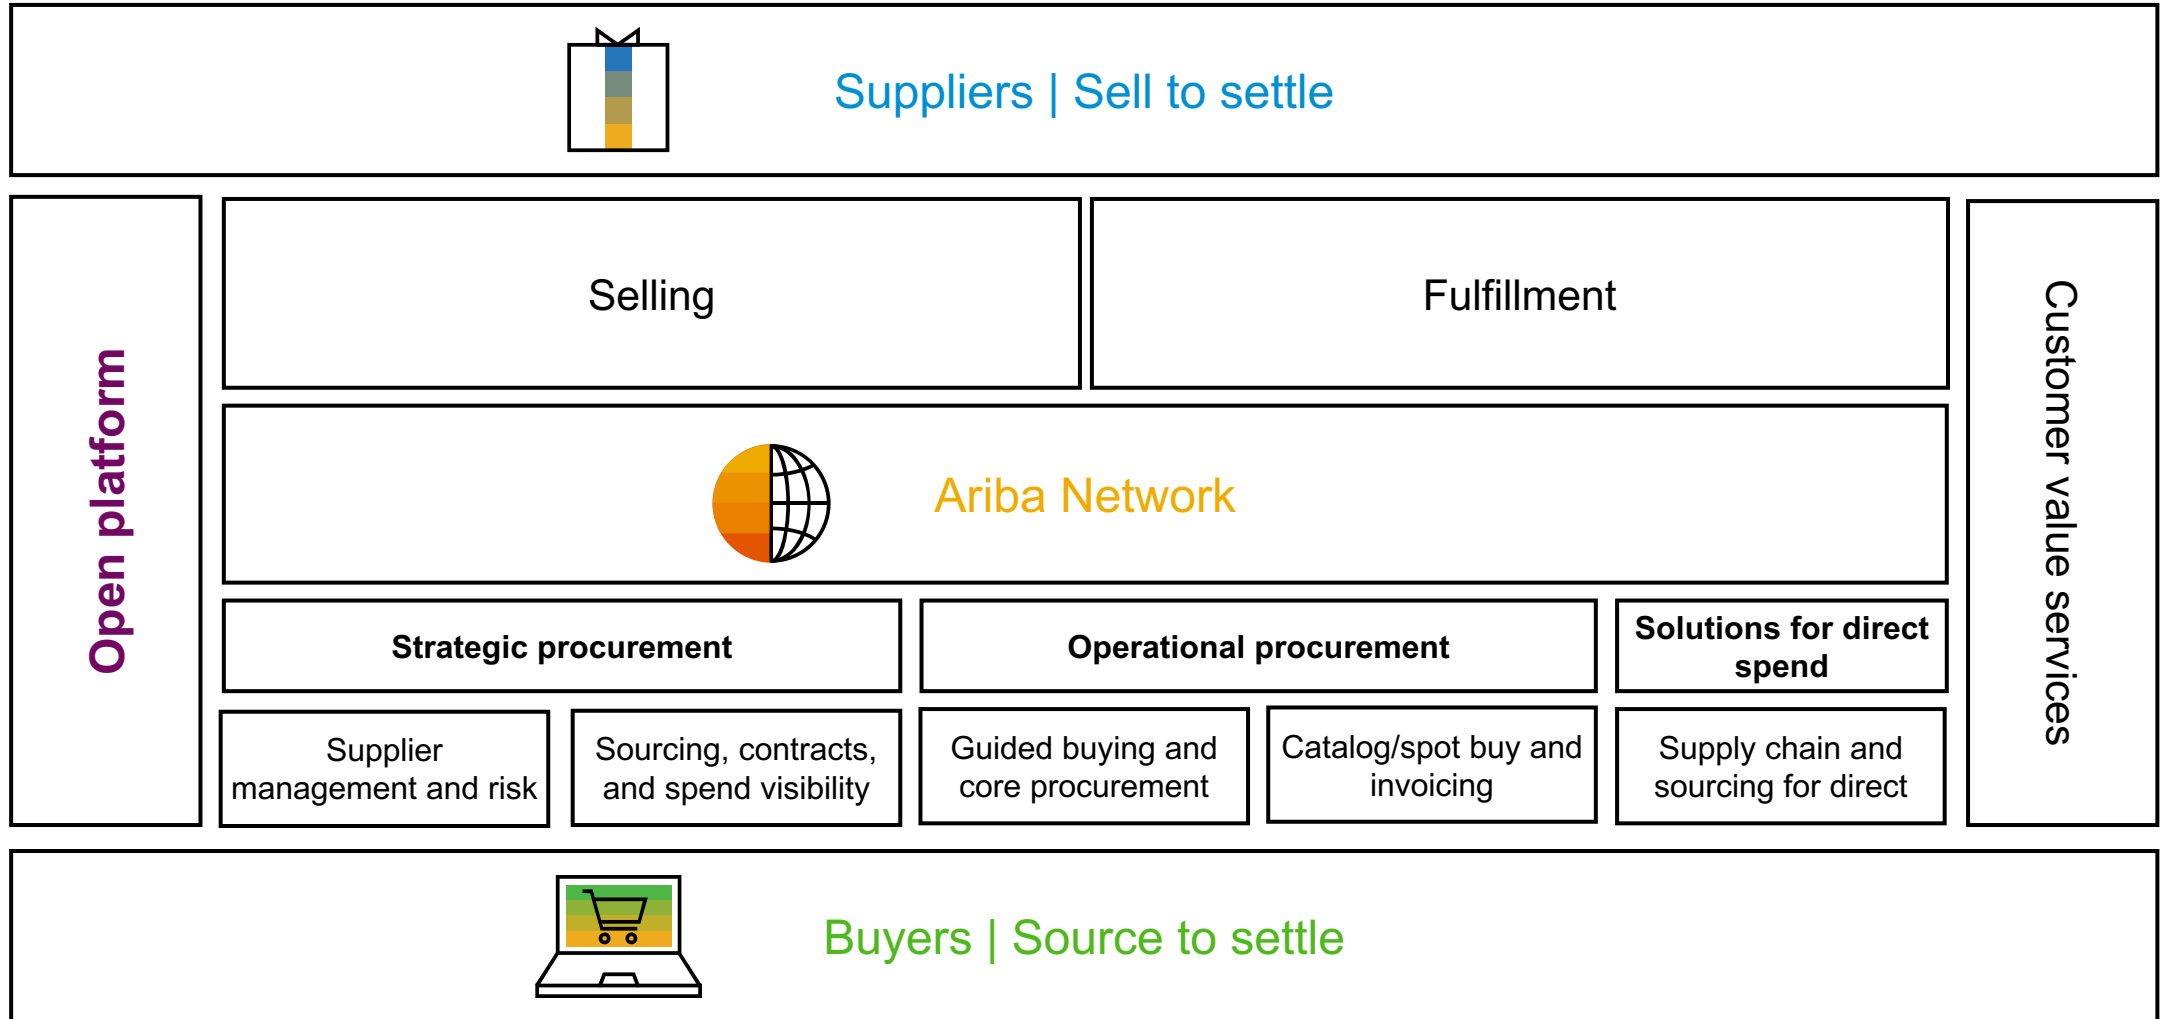 Suppliers | Sell to settle
Open platform
Selling
Fulfillment
Customer value services
Ariba Network
Strategic procurement
Operational procurement
Solutions for direct
spend
Supplier
management and risk
Sourcing, contracts,
and spend visibility
Guided buying and
core procurement
Catalog/spot buy and
invoicing
Supply chain and
sourcing for direct
Buyers | Source to settle